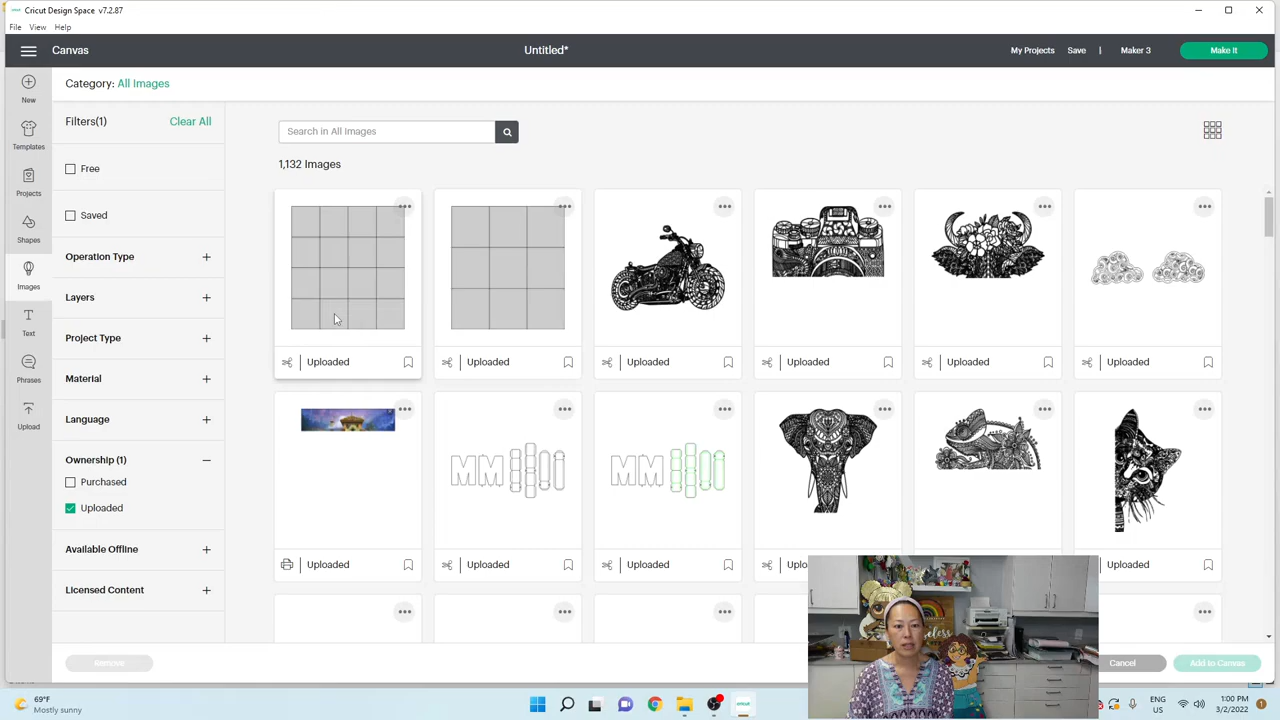 Cricut Design Space v7.2.87
File View Help
Canvas
Untitled*
My Projects Save | Maker 3 Make It
New
Templates
Projects
Shapes
Images
Text
Phrases
Upload
Category: All Images
Filters(1) Clear All
Free
Saved
Operation Type
Layers
Project Type
Material
Language
Ownership (1)
Purchased
Uploaded
Available Offline
Licensed Content
Remove
Search in All Images
1,132 Images
Uploaded Uploaded Uploaded Uploaded Uploaded Uploaded
Uploaded Uploaded Uploaded Uplo Uploaded
Cancel Add to Canvas
69°F
Mostly sunny
ENG
US
1:00 PM
3/2/2022